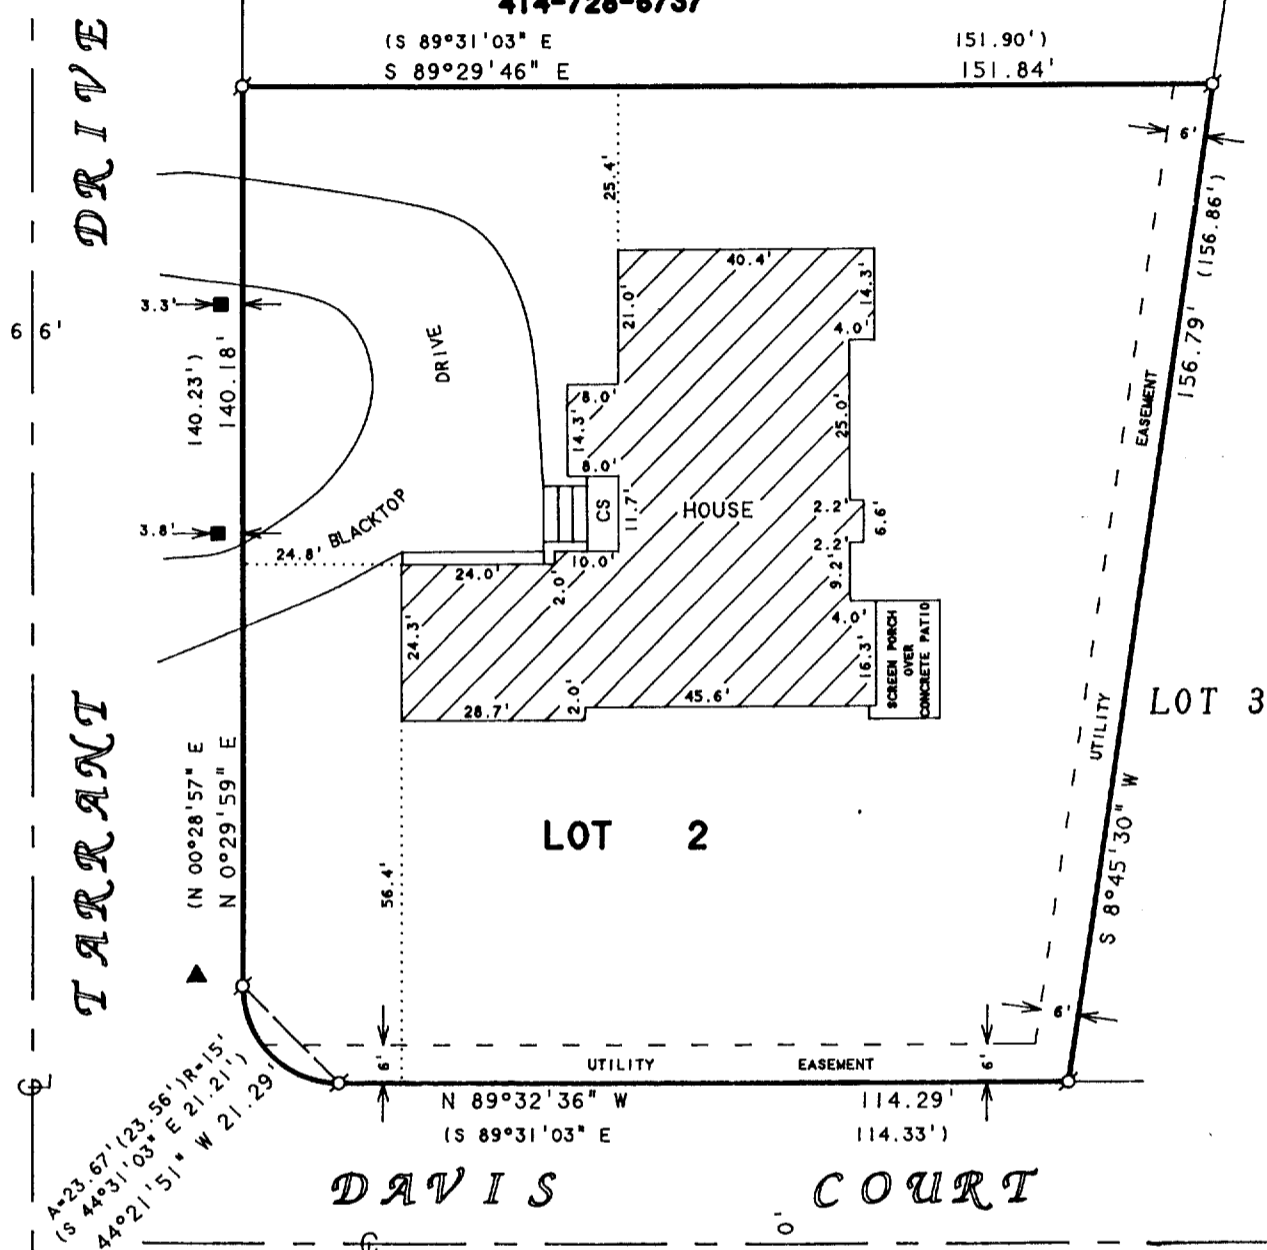 414-728-6737
(S 89°31'03" E 151.90')
S 89°29'46" E 151.84'
DRIVE
6'
25.4'
(156.86')
156.79'
40.4'
14.3'
21.0'
4.0'
3.3'
66'
DRIVE
(140.23')
140.18'
8.0'
14.3'
8.0'
25.0'
EASEMENT
CS
11.7'
HOUSE
2.2'
6.6'
2.2'
3.8'
BLACKTOP
24.8'
24.0'
2.0'
10.0'
9.2'
4.0'
24.3'
16.3'
SCREEN PORCH
OVER
CONCRETE PATIO
28.7'
2.0'
45.6'
LOT 3
UTILITY
TARRANT
(N 00°28'57" E
N 0°29'59" E
S 8°45'30" W
LOT 2
56.4'
6'
6'
UTILITY EASEMENT
6'
N 89°32'36" W 114.29'
(S 89°31'03" E 114.33')
A=23.67'(23.56')R=15'
(S 44°31'03" E 21.21')
44°21'51" W 21.29'
DAVIS COURT
0'